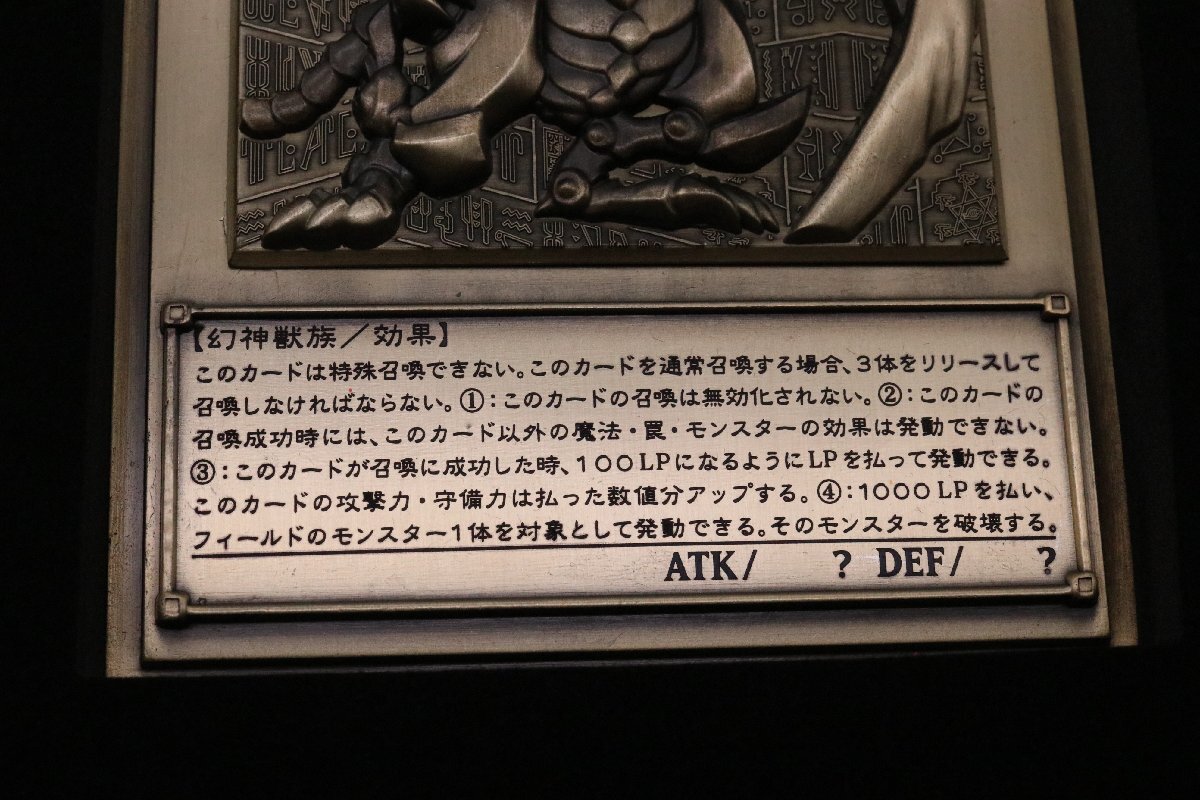 【幻神獣族／効果】
このカードは特殊召喚できない。このカードを通常召喚する場合、3体をリリースして
召喚しなければならない。①：このカードの召喚は無効化されない。②：このカードの
召喚成功時には、このカード以外の魔法・罠・モンスターの効果は発動できない。
③：このカードが召喚に成功した時、100LPになるようにLPを払って発動できる。
このカードの攻撃力・守備力は払った数値分アップする。④：1000LPを払い、
フィールドのモンスター1体を対象として発動できる。そのモンスターを破壊する。
ATK/ ? DEF/ ?